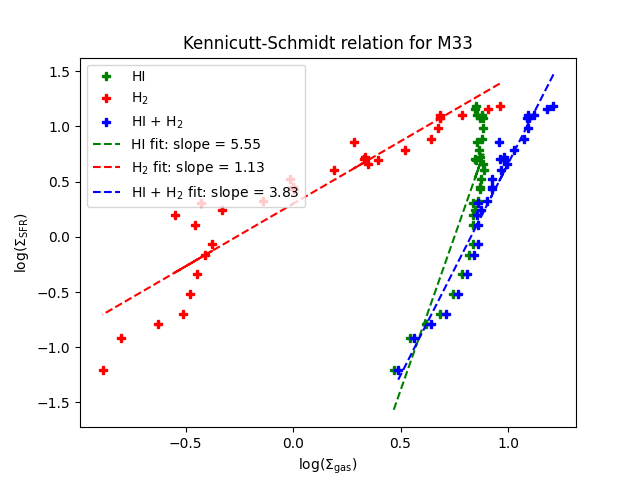 Kennicutt-Schmidt relation for M33
HI
H₂
HI + H₂
HI fit: slope = 5.55
H₂ fit: slope = 1.13
HI + H₂ fit: slope = 3.83
log(Σ_SFR)
1.5
1.0
0.5
0.0
−0.5
−1.0
−1.5
−0.5 0.0 0.5 1.0
log(Σ_gas)